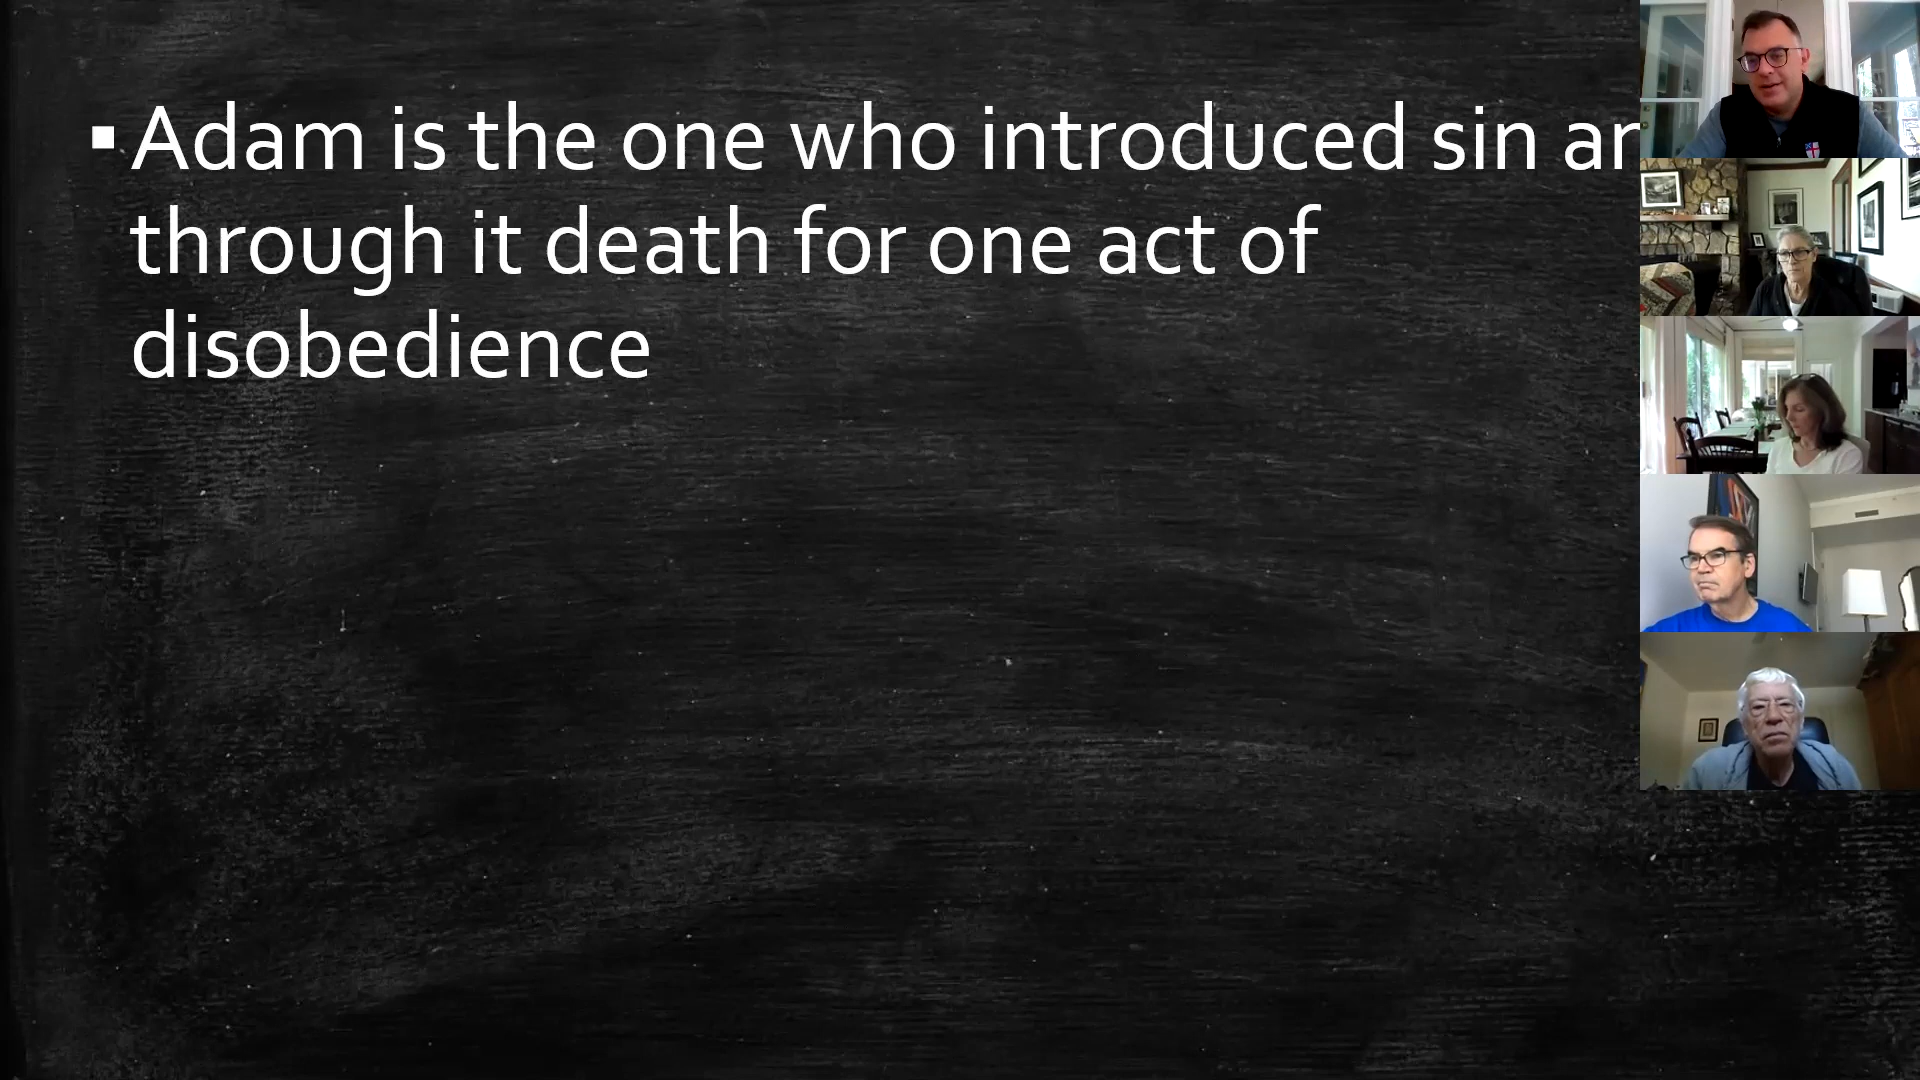 ▪ Adam is the one who introduced sin
through it death for one act of
disobedience